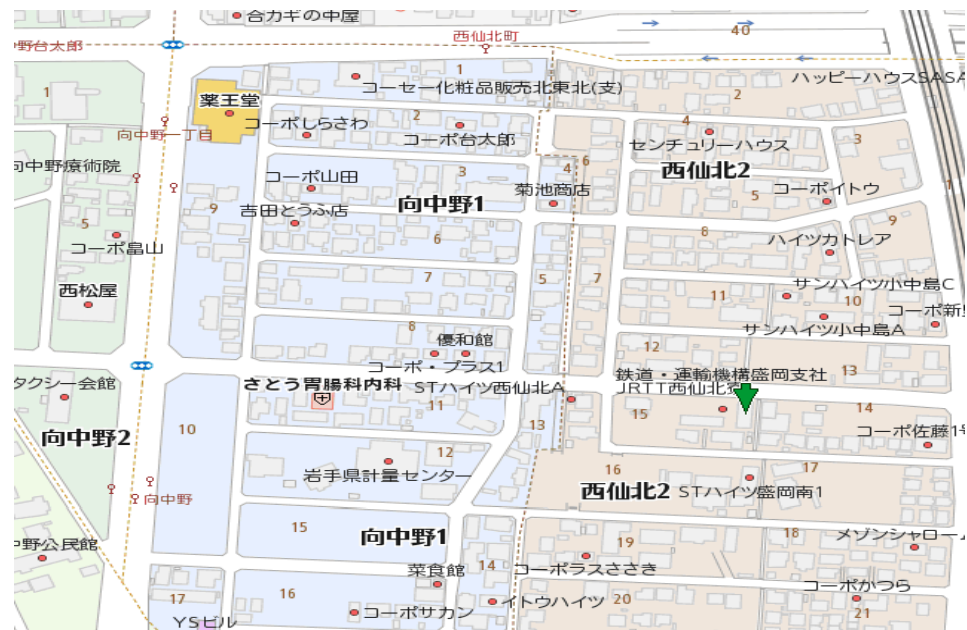 合カギの中屋
西仙北町
40
中野台太郎
1
コーセー化粧品販売北東北(支)
ハッピーハウスSASA
2
1
薬王堂
コーポしらさわ
2
コーポ台太郎
4
センチュリーハウス
3
向中野一丁目
向中野療術院
コーポ山田
3
4
6
西仙北2
菊池商店
5
コーポイトウ
1
9
向中野1
吉田とうふ店
5
コーポ畠山
6
8
ハイツカトレア
9
西松屋
7
5
7
11
サンハイツ小中島C
10
コーポ新
サンハイツ小中島A
8
優和館
12
13
コーポ・プラス1
鉄道・運輸機構盛岡支社
タクシー会館
さとう胃腸科内科
STハイツ西仙北A
JRTT西仙北
11
15
14
10
13
コーポ佐藤1号
向中野2
12
岩手県計量センター
16
17
西仙北2
STハイツ盛岡南1
向中野
15
向中野1
19
18
メゾンシャローム
中野公民館
14
菜食館
コーポラスささき
17
16
コーポサカン
イトウハイツ
20
コーポかつら
21
YSビル